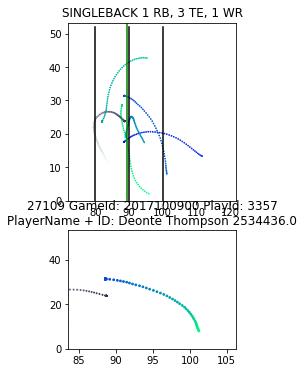 SINGLEBACK 1 RB, 3 TE, 1 WR
50
40
30
20
10
0
80 90 100 110 120
27109 GameId: 2017100900 PlayId: 3357
PlayerName + ID: Deonte Thompson 2534436.0
40
20
0
85 90 95 100 105